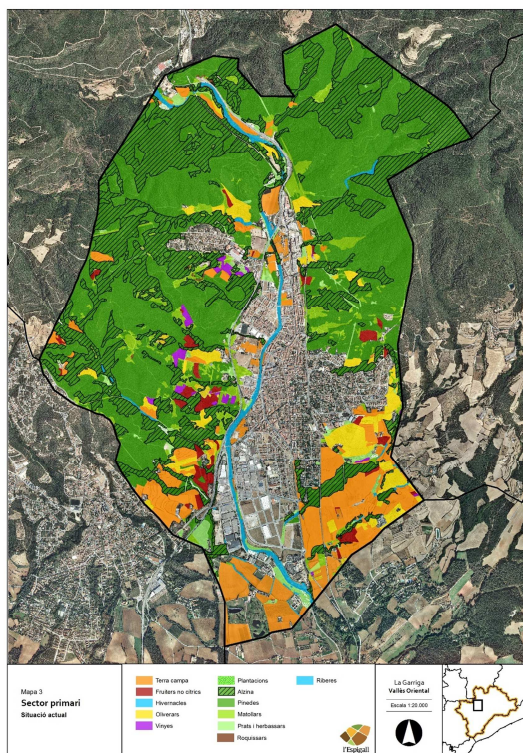 Mapa 3
Sector primari
Situació actual
Terra campa
Fruiters no cítrics
Hivernacles
Oliverars
Vinyes
Plantacions
Alzina
Pinedes
Matollars
Prats i herbassars
Roquissars
Riberes
l'Espigall
La Garriga
Vallès Oriental
Escala 1:20.000